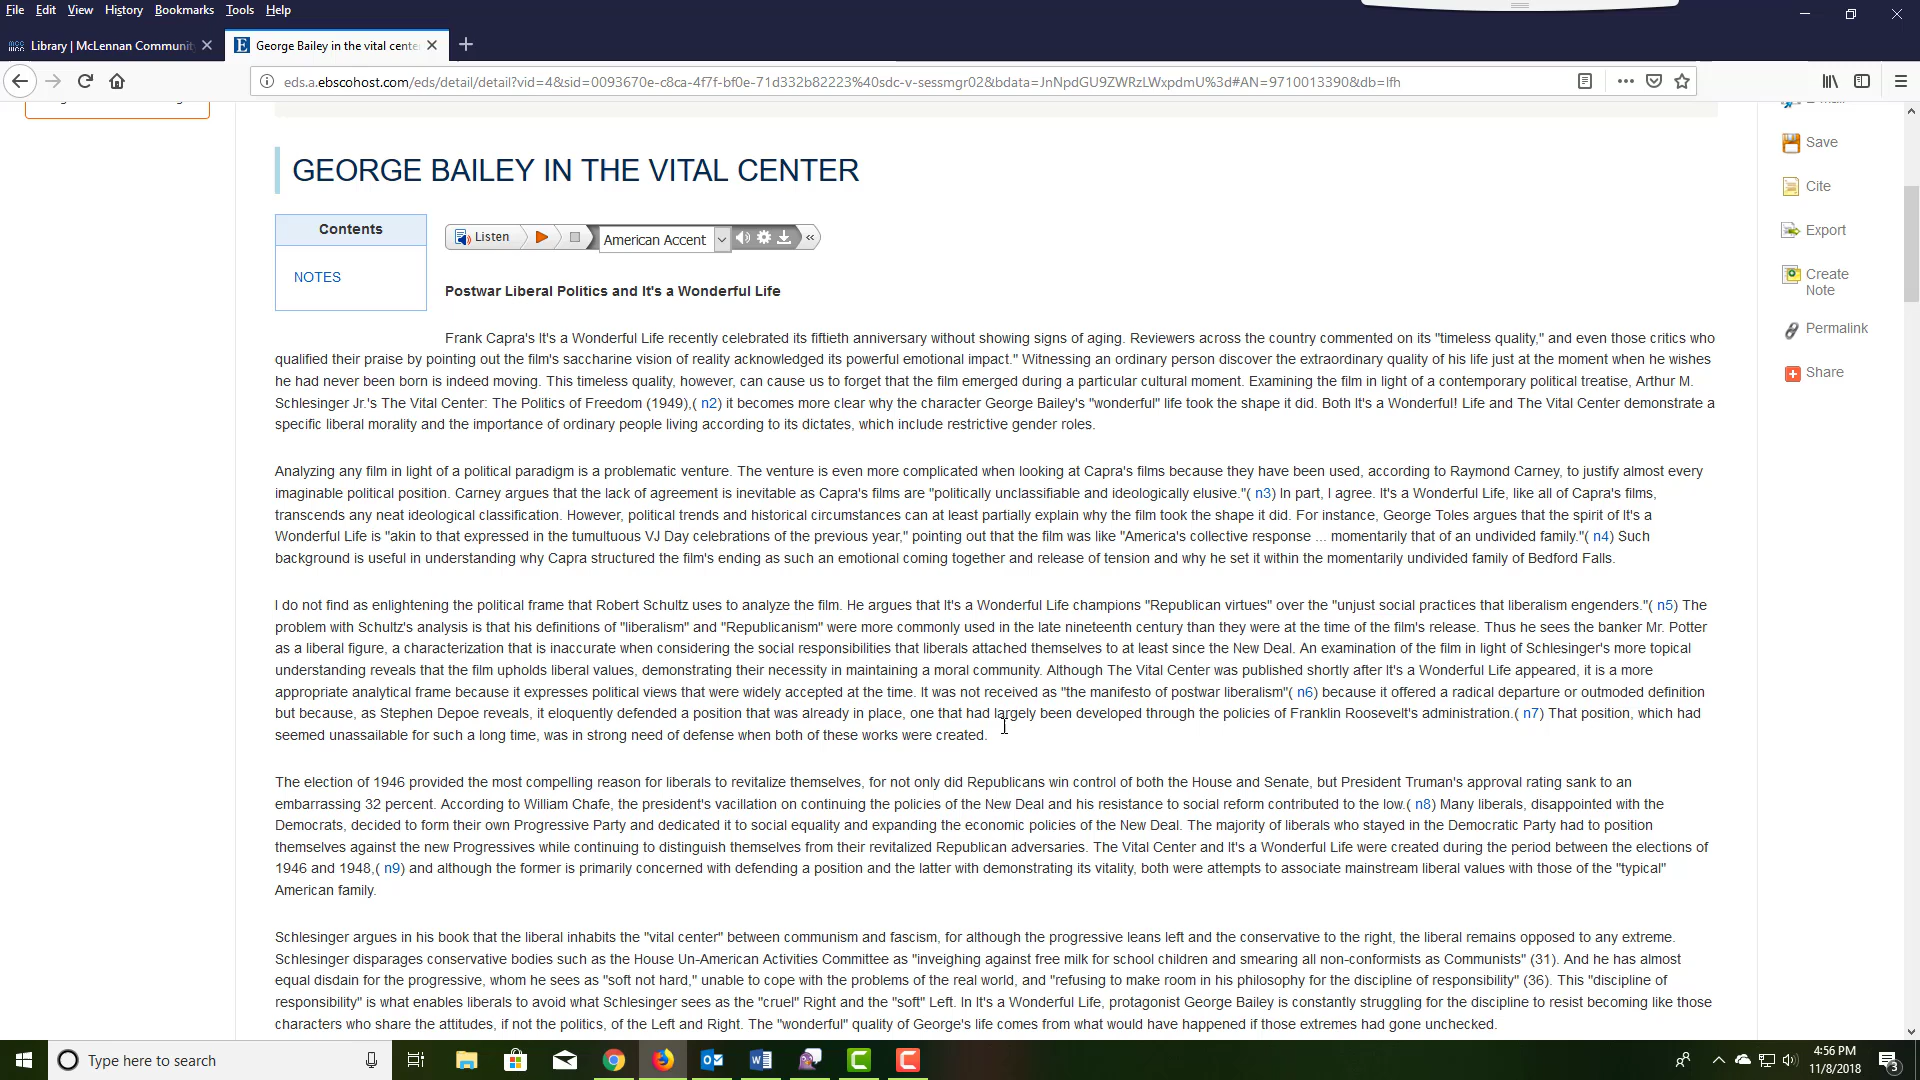 File Edit View History Bookmarks Tools Help
Library | McLennan Communit
George Bailey in the vital cente
eds.a.ebscohost.com/eds/detail/detail?vid=4&sid=0093670e-c8ca-4f7f-bf0e-71d332b82223%40sdc-v-sessmgr02&bdata=JnNpdGU9ZWRzLWxpdmU%3d#AN=9710013390&db=lfh
Save
Cite
Export
Create
Note
Permalink
Share
GEORGE BAILEY IN THE VITAL CENTER
Contents
NOTES
Listen American Accent
Postwar Liberal Politics and It's a Wonderful Life
Frank Capra's It's a Wonderful Life recently celebrated its fiftieth anniversary without showing signs of aging. Reviewers across the country commented on its "timeless quality," and even those critics who
qualified their praise by pointing out the film's saccharine vision of reality acknowledged its powerful emotional impact." Witnessing an ordinary person discover the extraordinary quality of his life just at the moment when he wishes
he had never been born is indeed moving. This timeless quality, however, can cause us to forget that the film emerged during a particular cultural moment. Examining the film in light of a contemporary political treatise, Arthur M.
Schlesinger Jr.'s The Vital Center: The Politics of Freedom (1949),( n2) it becomes more clear why the character George Bailey's "wonderful" life took the shape it did. Both It's a Wonderful! Life and The Vital Center demonstrate a
specific liberal morality and the importance of ordinary people living according to its dictates, which include restrictive gender roles.
Analyzing any film in light of a political paradigm is a problematic venture. The venture is even more complicated when looking at Capra's films because they have been used, according to Raymond Carney, to justify almost every
imaginable political position. Carney argues that the lack of agreement is inevitable as Capra's films are "politically unclassifiable and ideologically elusive."( n3) In part, I agree. It's a Wonderful Life, like all of Capra's films,
transcends any neat ideological classification. However, political trends and historical circumstances can at least partially explain why the film took the shape it did. For instance, George Toles argues that the spirit of It's a
Wonderful Life is "akin to that expressed in the tumultuous VJ Day celebrations of the previous year," pointing out that the film was like "America's collective response ... momentarily that of an undivided family."( n4) Such
background is useful in understanding why Capra structured the film's ending as such an emotional coming together and release of tension and why he set it within the momentarily undivided family of Bedford Falls.
I do not find as enlightening the political frame that Robert Schultz uses to analyze the film. He argues that It's a Wonderful Life champions "Republican virtues" over the "unjust social practices that liberalism engenders."( n5) The
problem with Schultz's analysis is that his definitions of "liberalism" and "Republicanism" were more commonly used in the late nineteenth century than they were at the time of the film's release. Thus he sees the banker Mr. Potter
as a liberal figure, a characterization that is inaccurate when considering the social responsibilities that liberals attached themselves to at least since the New Deal. An examination of the film in light of Schlesinger's more topical
understanding reveals that the film upholds liberal values, demonstrating their necessity in maintaining a moral community. Although The Vital Center was published shortly after It's a Wonderful Life appeared, it is a more
appropriate analytical frame because it expresses political views that were widely accepted at the time. It was not received as "the manifesto of postwar liberalism"( n6) because it offered a radical departure or outmoded definition
but because, as Stephen Depoe reveals, it eloquently defended a position that was already in place, one that had largely been developed through the policies of Franklin Roosevelt's administration.( n7) That position, which had
seemed unassailable for such a long time, was in strong need of defense when both of these works were created.
The election of 1946 provided the most compelling reason for liberals to revitalize themselves, for not only did Republicans win control of both the House and Senate, but President Truman's approval rating sank to an
embarrassing 32 percent. According to William Chafe, the president's vacillation on continuing the policies of the New Deal and his resistance to social reform contributed to the low.( n8) Many liberals, disappointed with the
Democrats, decided to form their own Progressive Party and dedicated it to social equality and expanding the economic policies of the New Deal. The majority of liberals who stayed in the Democratic Party had to position
themselves against the new Progressives while continuing to distinguish themselves from their revitalized Republican adversaries. The Vital Center and It's a Wonderful Life were created during the period between the elections of
1946 and 1948,( n9) and although the former is primarily concerned with defending a position and the latter with demonstrating its vitality, both were attempts to associate mainstream liberal values with those of the "typical"
American family.
Schlesinger argues in his book that the liberal inhabits the "vital center" between communism and fascism, for although the progressive leans left and the conservative to the right, the liberal remains opposed to any extreme.
Schlesinger disparages conservative bodies such as the House Un-American Activities Committee as "inveighing against free milk for school children and smearing all non-conformists as Communists" (31). And he has almost
equal disdain for the progressive, whom he sees as "soft not hard," unable to cope with the problems of the real world, and "refusing to make room in his philosophy for the discipline of responsibility" (36). This "discipline of
responsibility" is what enables liberals to avoid what Schlesinger sees as the "cruel" Right and the "soft" Left. In It's a Wonderful Life, protagonist George Bailey is constantly struggling for the discipline to resist becoming like those
characters who share the attitudes, if not the politics, of the Left and Right. The "wonderful" quality of George's life comes from what would have happened if those extremes had gone unchecked.
Type here to search
4:56 PM
11/8/2018
3